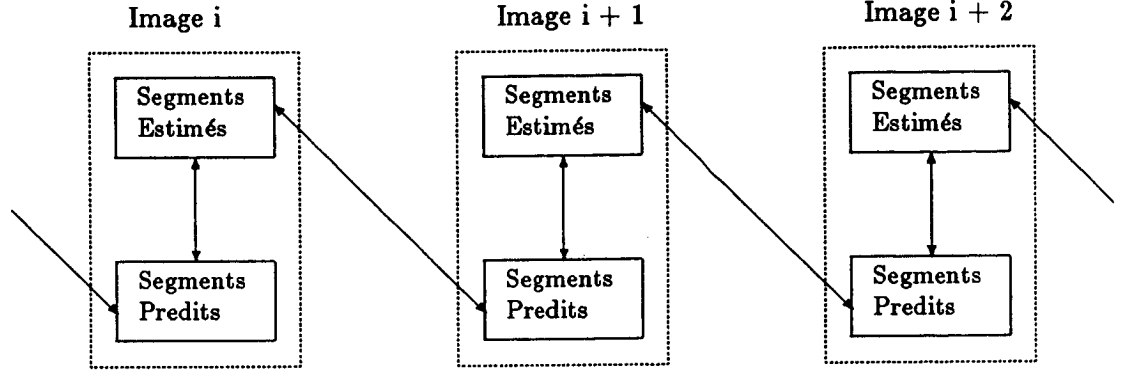 Image i
Segments
Estimés
Segments
Predits
Image i + 1
Segments
Estimés
Segments
Predits
Image i + 2
Segments
Estimés
Segments
Predits